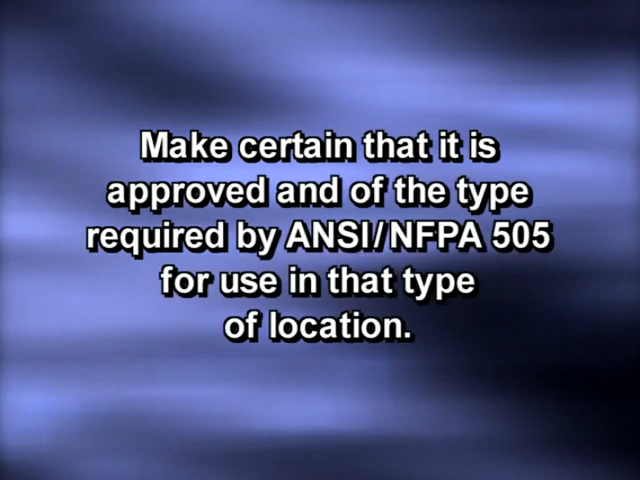 Make certain that it is
approved and of the type
required by ANSI/NFPA 505
for use in that type
of location.